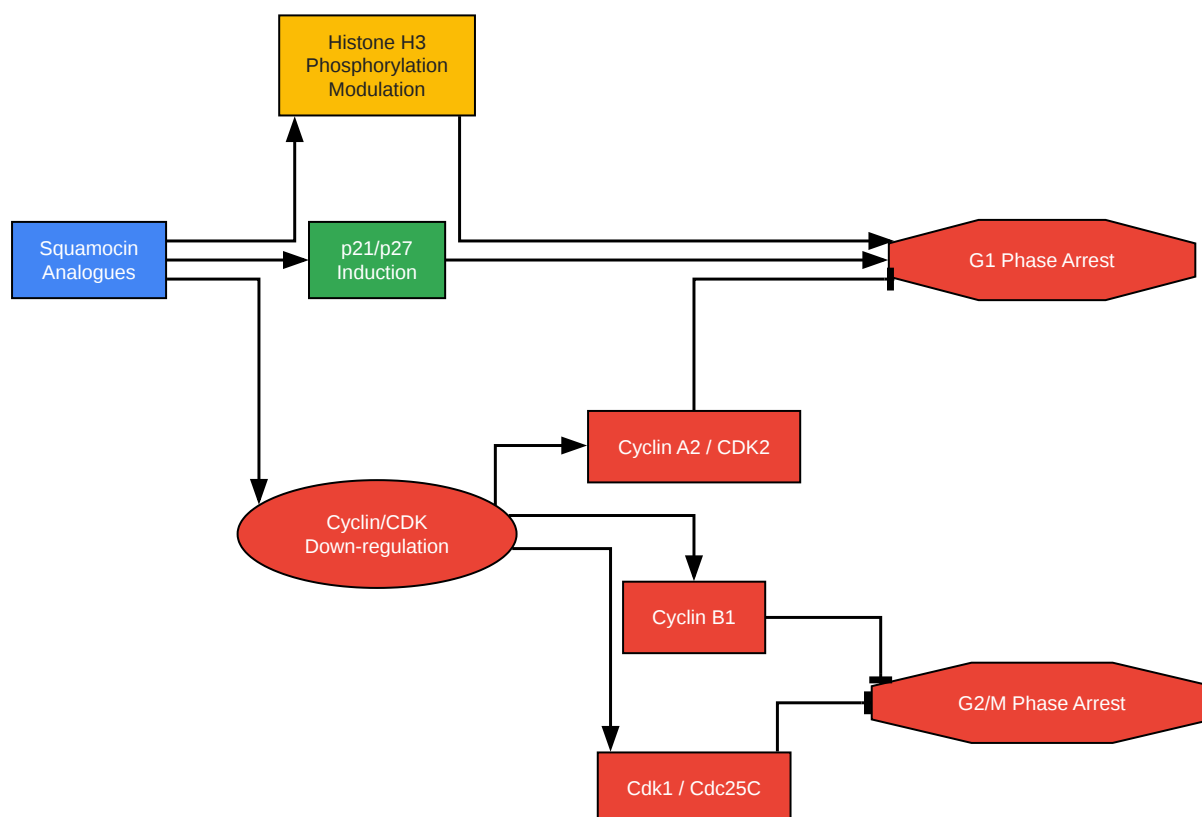 Histone H3
Phosphorylation
Modulation
Squamocin
Analogues
p21/p27
Induction
G1 Phase Arrest
Cyclin A2 / CDK2
Cyclin/CDK
Down-regulation
Cyclin B1
G2/M Phase Arrest
Cdk1 / Cdc25C